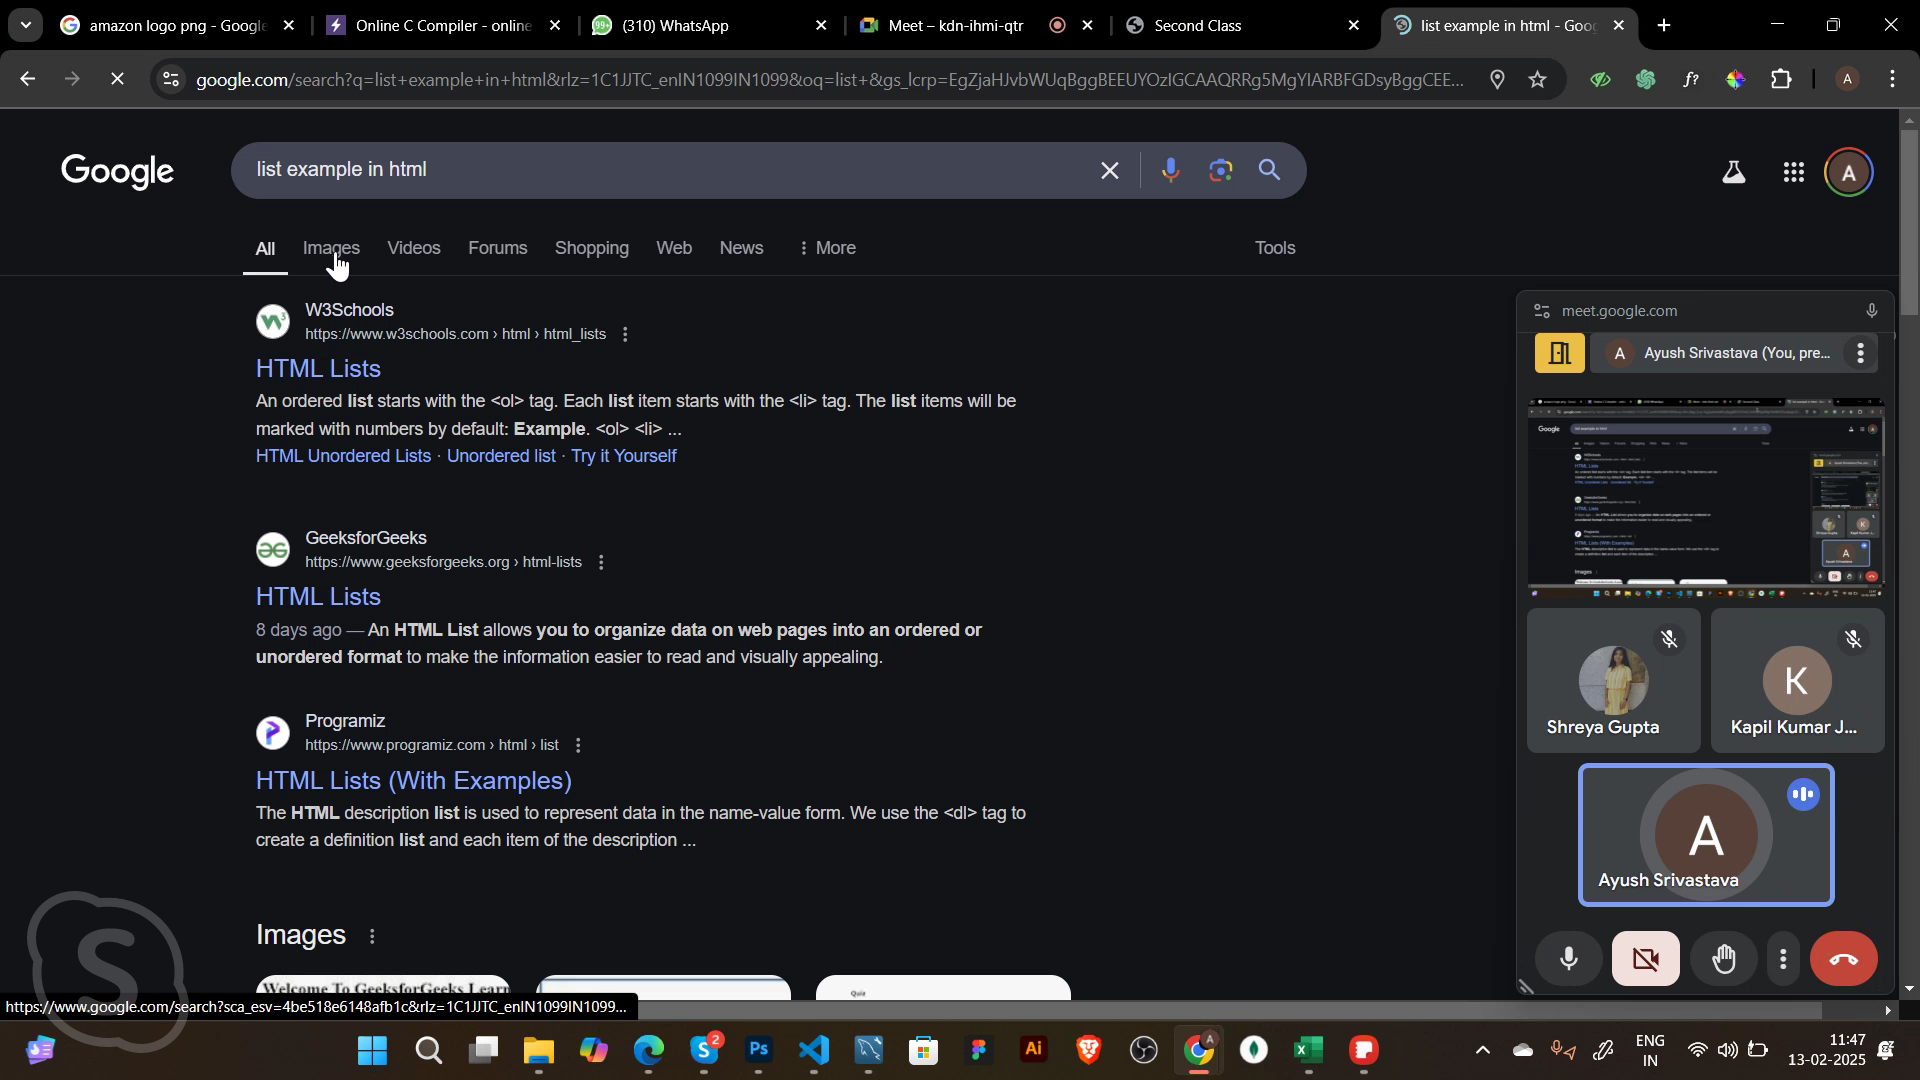 amazon logo png - Google
Online C Compiler - online
(310) WhatsApp
Meet – kdn-ihmi-qtr
Second Class
list example in html - Goog
google.com/search?q=list+example+in+html&rlz=1C1JJTC_enIN1099IN1099&oq=list+&gs_lcrp=EgZjaHJvbWUqBggBEEUYOzIGCAAQRRg5MgYIARBFGDsyBggCEE...
Google
list example in html
All
Images
Videos
Forums
Shopping
Web
News
More
Tools
W3Schools
https://www.w3schools.com › html › html_lists
HTML Lists
An ordered list starts with the <ol> tag. Each list item starts with the <li> tag. The list items will be
marked with numbers by default: Example. <ol> <li> ...
HTML Unordered Lists · Unordered list · Try it Yourself
GeeksforGeeks
https://www.geeksforgeeks.org › html-lists
HTML Lists
8 days ago — An HTML List allows you to organize data on web pages into an ordered or
unordered format to make the information easier to read and visually appealing.
Programiz
https://www.programiz.com › html › list
HTML Lists (With Examples)
The HTML description list is used to represent data in the name-value form. We use the <dl> tag to
create a definition list and each item of the description ...
Images
Welcome To GeeksforGeeks Learn
Quiz
meet.google.com
A
Ayush Srivastava (You, pre...
Shreya Gupta
K
Kapil Kumar J...
A
Ayush Srivastava
https://www.google.com/search?sca_esv=4be518e6148afb1c&rlz=1C1JJTC_enIN1099IN1099...
ENG
IN
11:47
13-02-2025